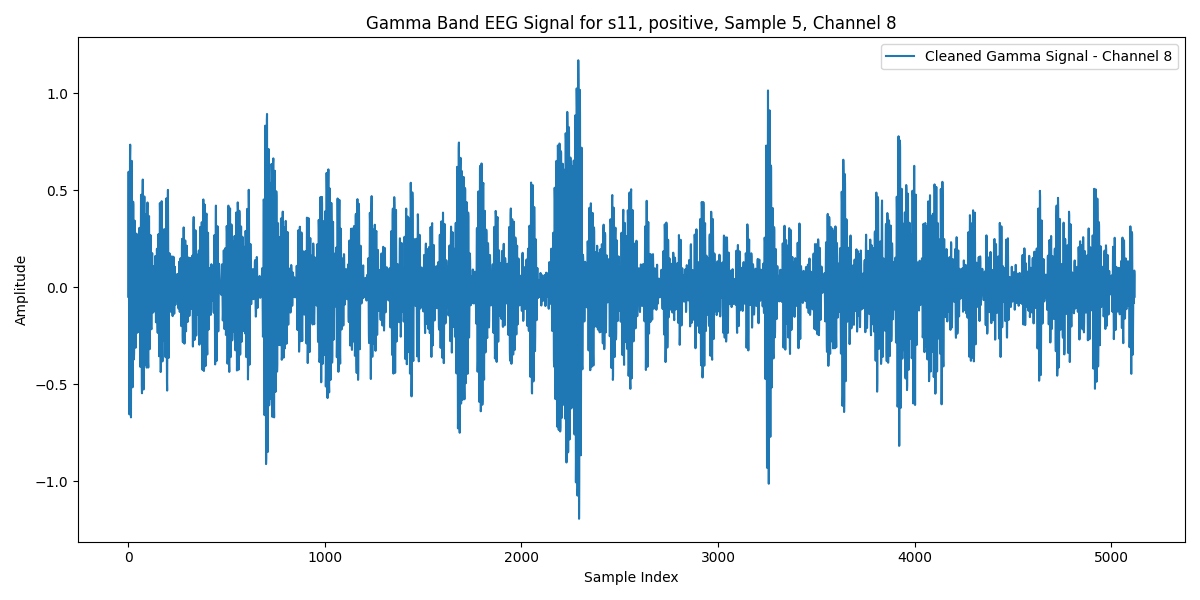 Gamma Band EEG Signal for s11, positive, Sample 5, Channel 8
Cleaned Gamma Signal - Channel 8
Amplitude
1.0
0.5
0.0
−0.5
−1.0
0 1000 2000 3000 4000 5000
Sample Index